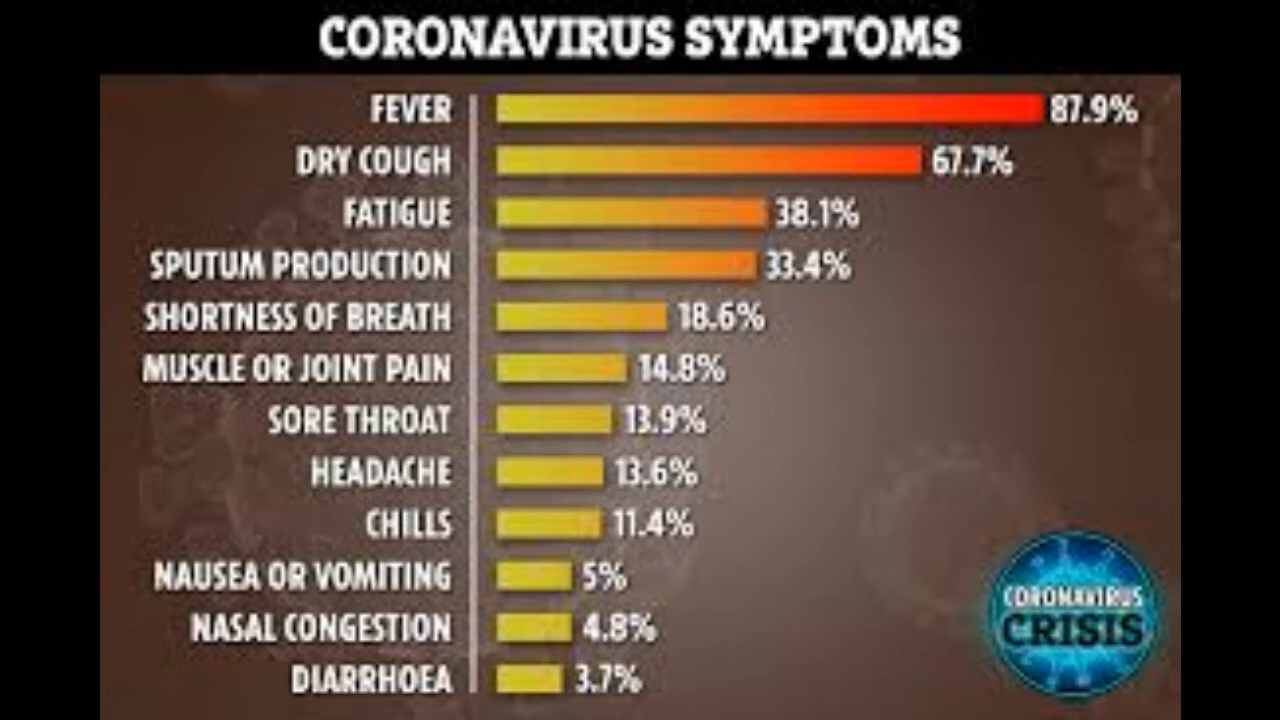 CORONAVIRUS SYMPTOMS
FEVER 87.9%
DRY COUGH 67.7%
FATIGUE 38.1%
SPUTUM PRODUCTION 33.4%
SHORTNESS OF BREATH 18.6%
MUSCLE OR JOINT PAIN 14.8%
SORE THROAT 13.9%
HEADACHE 13.6%
CHILLS 11.4%
NAUSEA OR VOMITING 5%
NASAL CONGESTION 4.8%
DIARRHOEA 3.7%
CORONAVIRUS
CRISIS